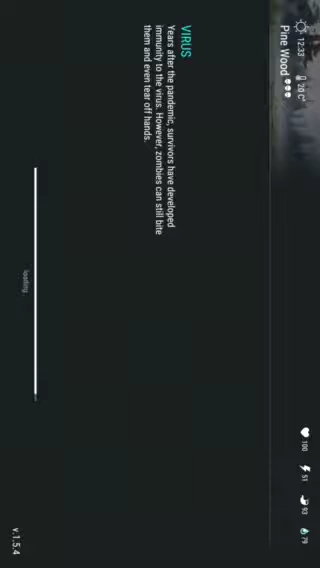 12:33 20 C°
Pine Wood
100 51 93 79
VIRUS
Years after the pandemic, survivors have developed
immunity to the virus. However, zombies can still bite
them and even tear off hands.
loading.
v.1.5.4